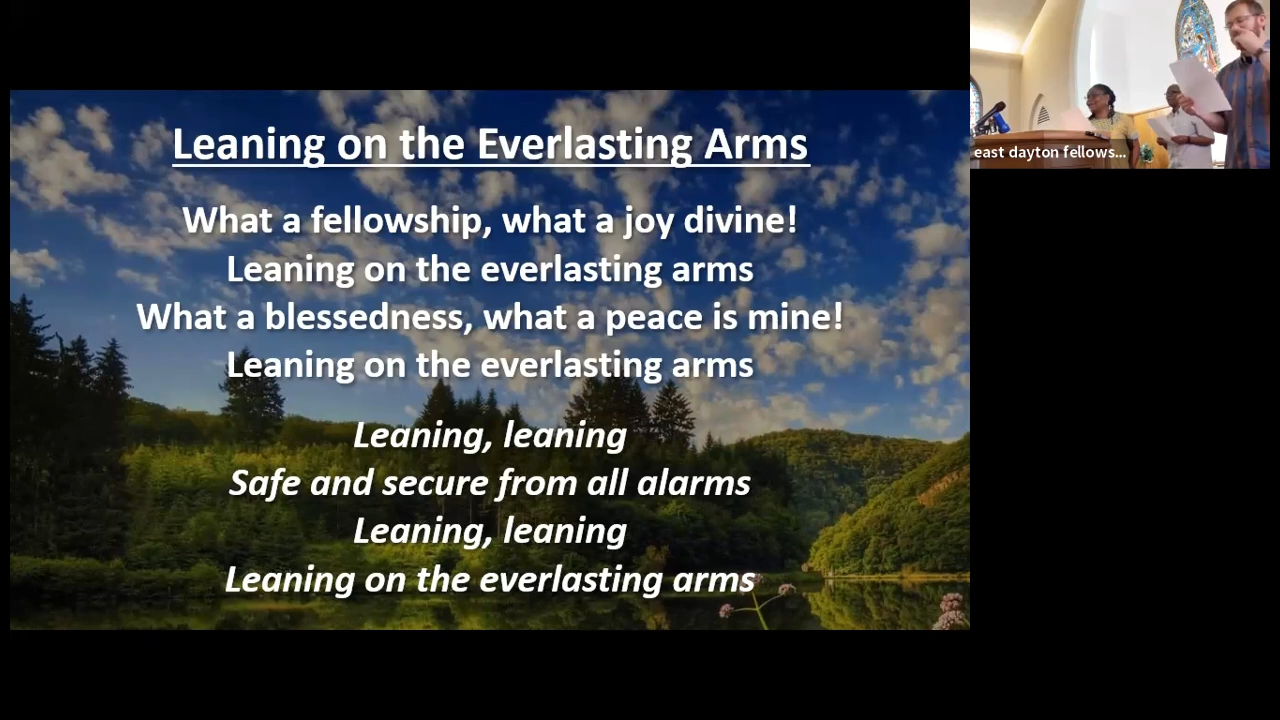 Leaning on the Everlasting Arms
What a fellowship, what a joy divine!
Leaning on the everlasting arms
What a blessedness, what a peace is mine!
Leaning on the everlasting arms
Leaning, leaning
Safe and secure from all alarms
Leaning, leaning
Leaning on the everlasting arms
east dayton fellows...